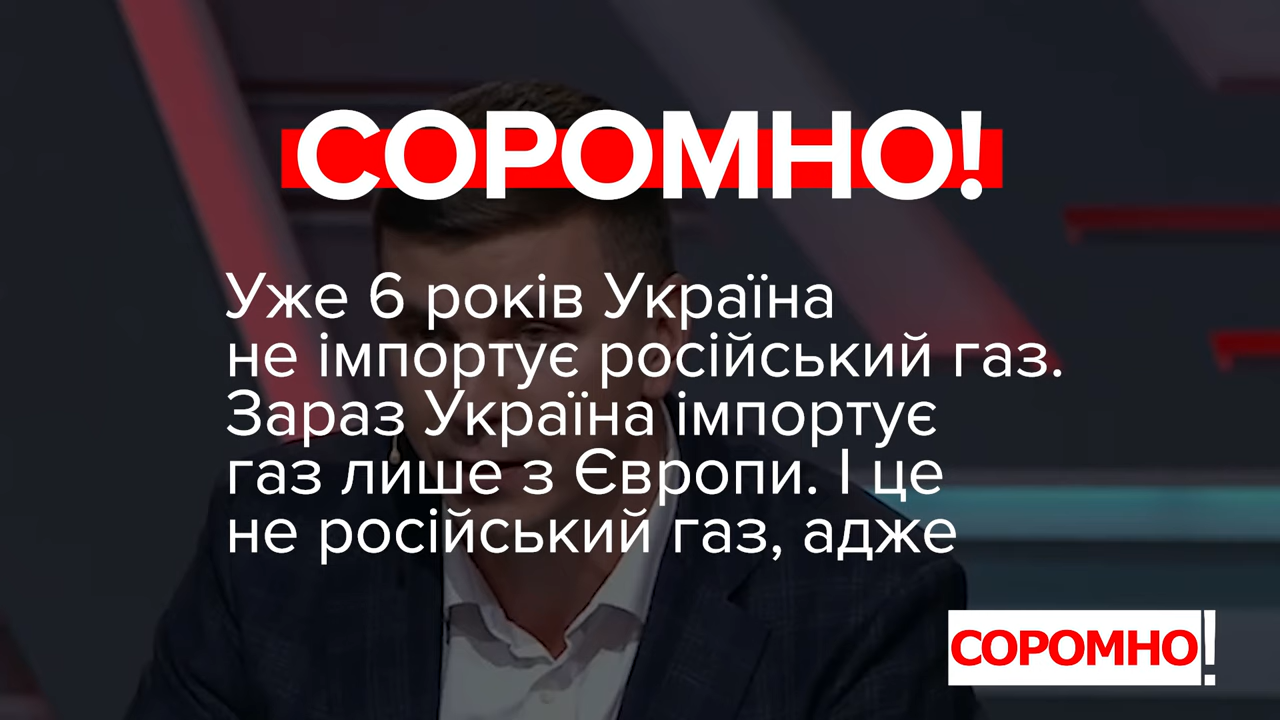 СОРОМНО!
Уже 6 років Україна
не імпортує російський газ.
Зараз Україна імпортує
газ лише з Європи. І це
не російський газ, адже
СОРОМНО!